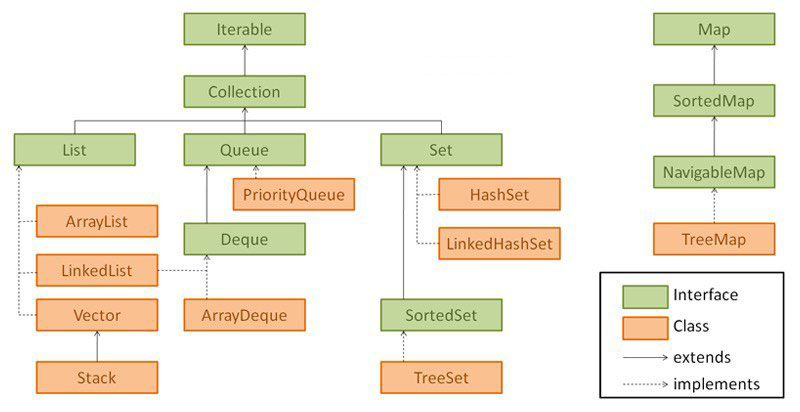 Iterable
Map
Collection
SortedMap
List
Queue
Set
NavigableMap
PriorityQueue
HashSet
ArrayList
Deque
LinkedHashSet
TreeMap
LinkedList
Vector
ArrayDeque
SortedSet
Stack
TreeSet
Interface
Class
extends
implements